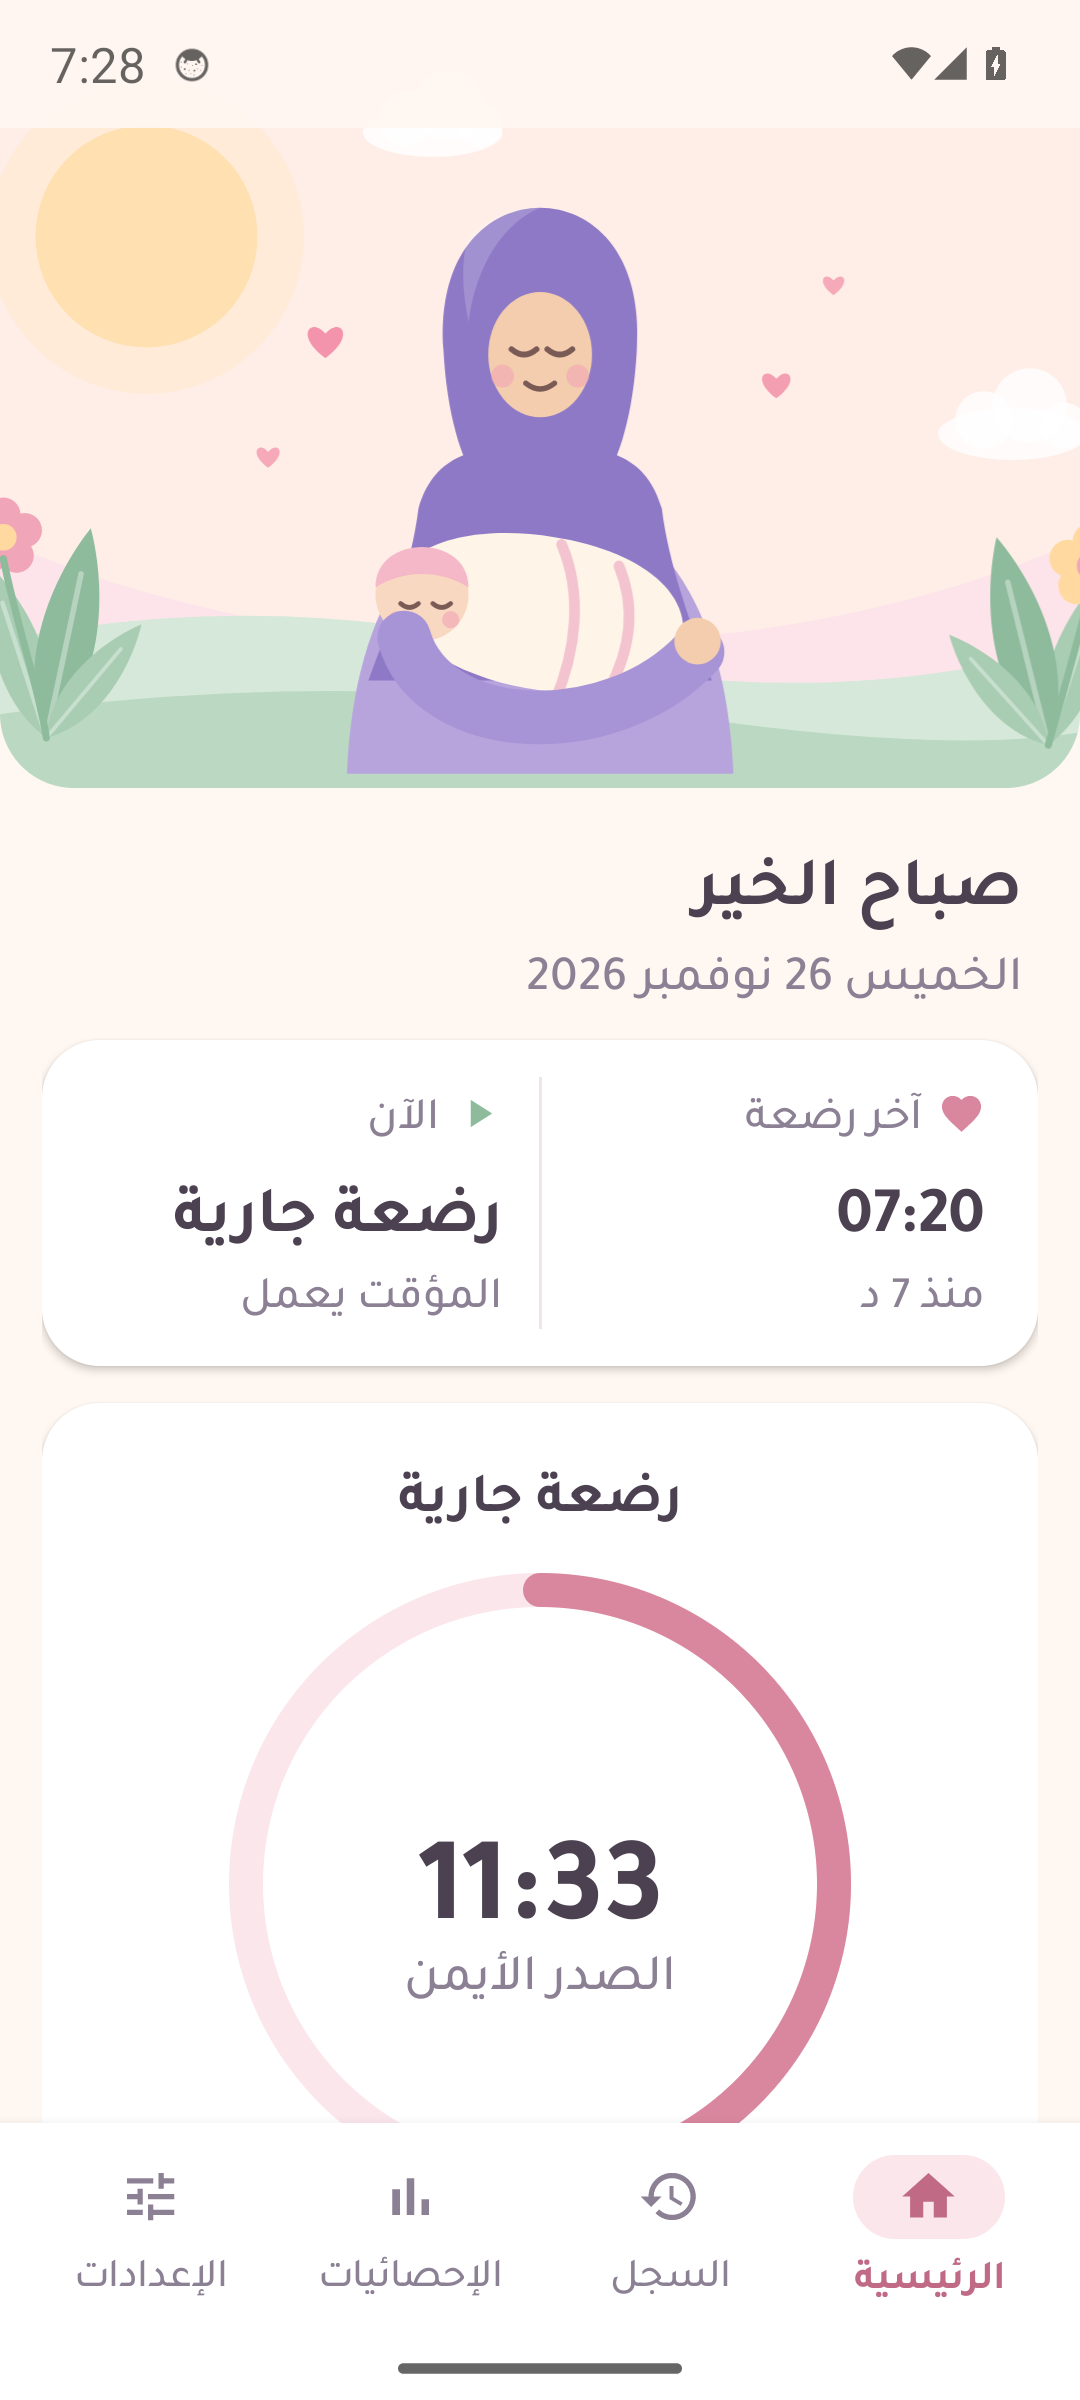 7:28
صباح الخير
الخميس 26 نوفمبر 2026
آخر رضعة
07:20
منذ 7 د
الآن
رضعة جارية
المؤقت يعمل
رضعة جارية
11:33
الصدر الأيمن
الرئيسية
السجل
الإحصائيات
الإعدادات